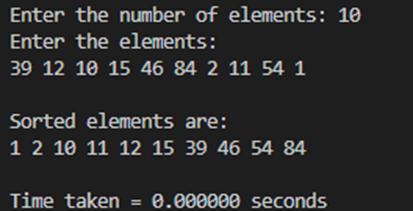 Enter the number of elements: 10
Enter the elements:
39 12 10 15 46 84 2 11 54 1
Sorted elements are:
1 2 10 11 12 15 39 46 54 84
Time taken = 0.000000 seconds